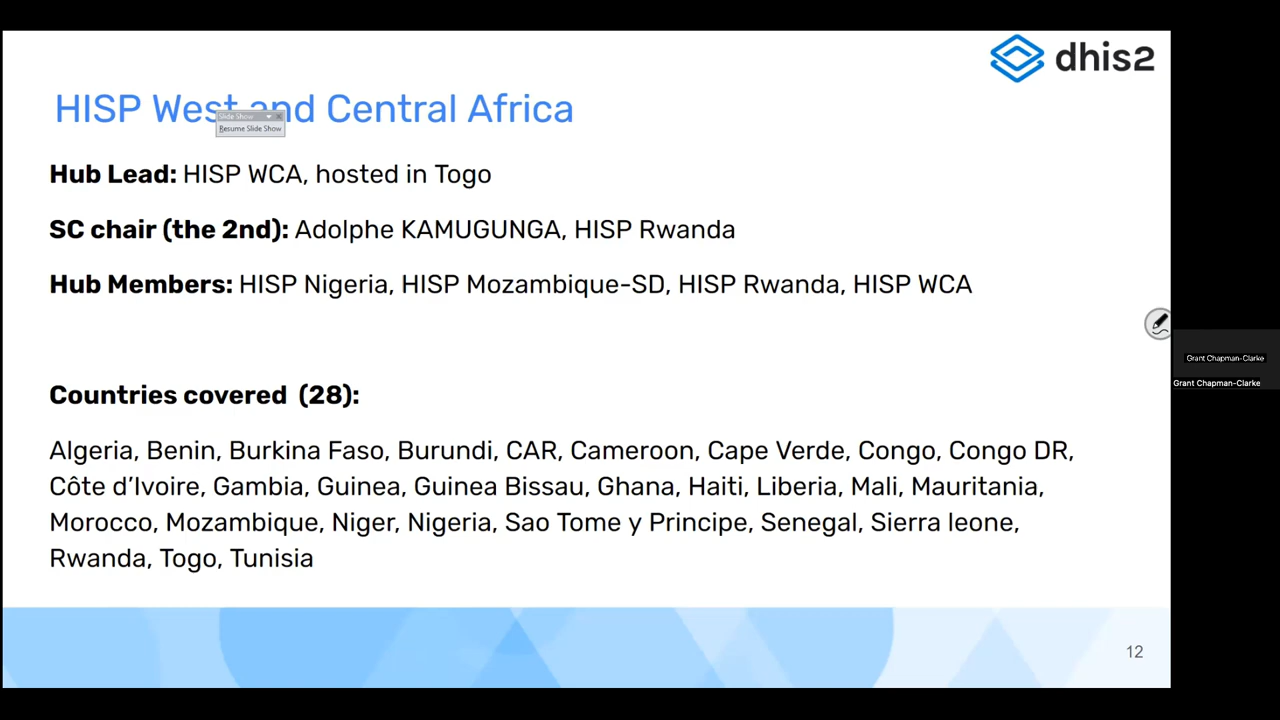 dhis2
HISP West and Central Africa
Slide Show
Resume Slide Show
Hub Lead: HISP WCA, hosted in Togo
SC chair (the 2nd): Adolphe KAMUGUNGA, HISP Rwanda
Hub Members: HISP Nigeria, HISP Mozambique-SD, HISP Rwanda, HISP WCA
Grant Chapman-Clarke
Grant Chapman-Clarke
Countries covered (28):
Algeria, Benin, Burkina Faso, Burundi, CAR, Cameroon, Cape Verde, Congo, Congo DR,
Côte d’Ivoire, Gambia, Guinea, Guinea Bissau, Ghana, Haiti, Liberia, Mali, Mauritania,
Morocco, Mozambique, Niger, Nigeria, Sao Tome y Principe, Senegal, Sierra leone,
Rwanda, Togo, Tunisia
12